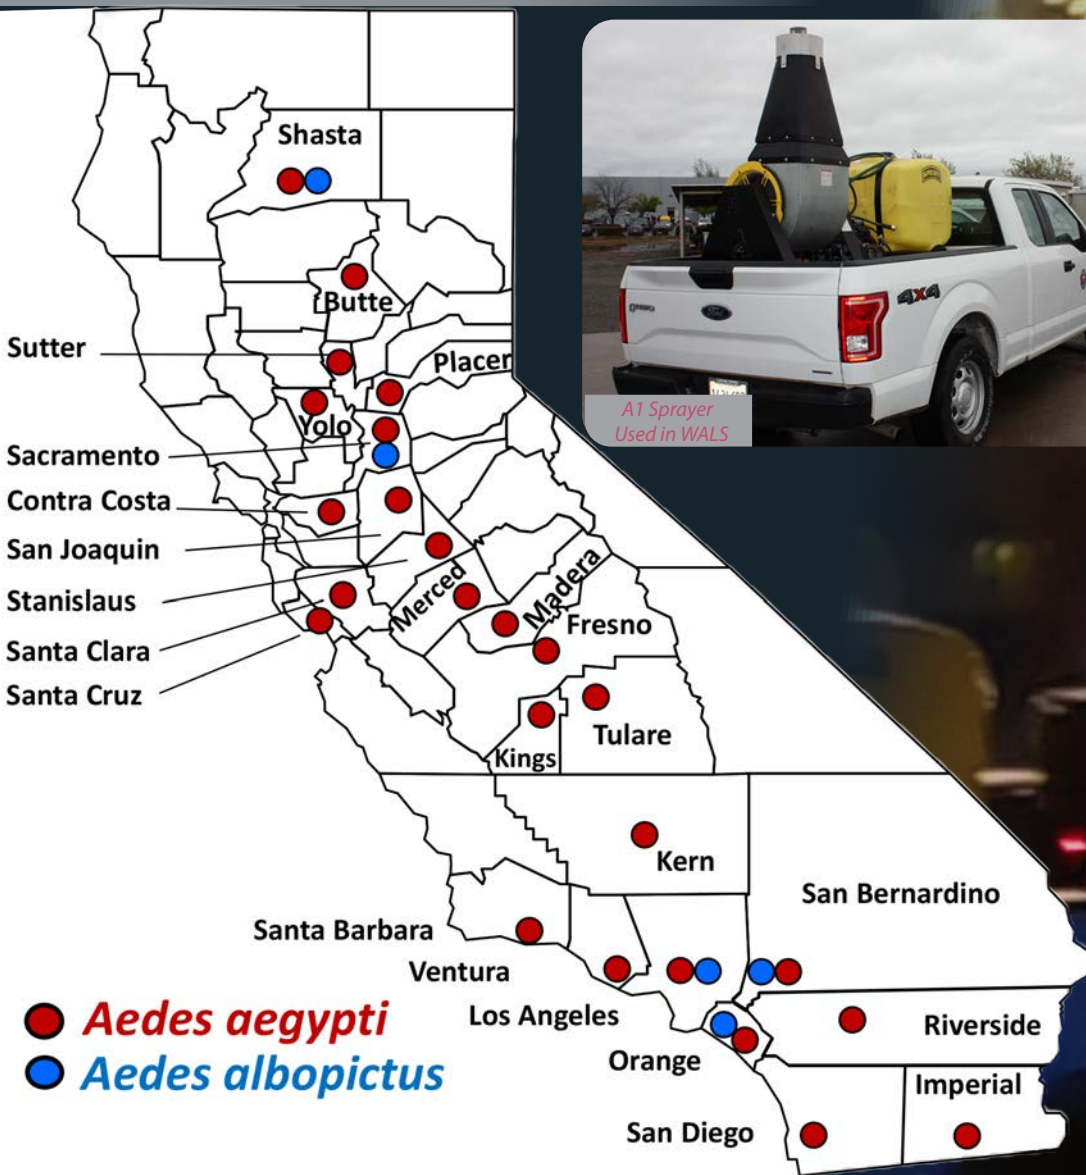 Shasta
Butte
Sutter
Placer
Yolo
Sacramento
Contra Costa
San Joaquin
Stanislaus
Merced
Madera
Santa Clara
Fresno
Santa Cruz
Tulare
Kings
Kern
San Bernardino
Santa Barbara
Ventura
Los Angeles
Riverside
Orange
Imperial
San Diego
Aedes aegypti
Aedes albopictus
A1 Sprayer
Used in WALS
4x4
Ford